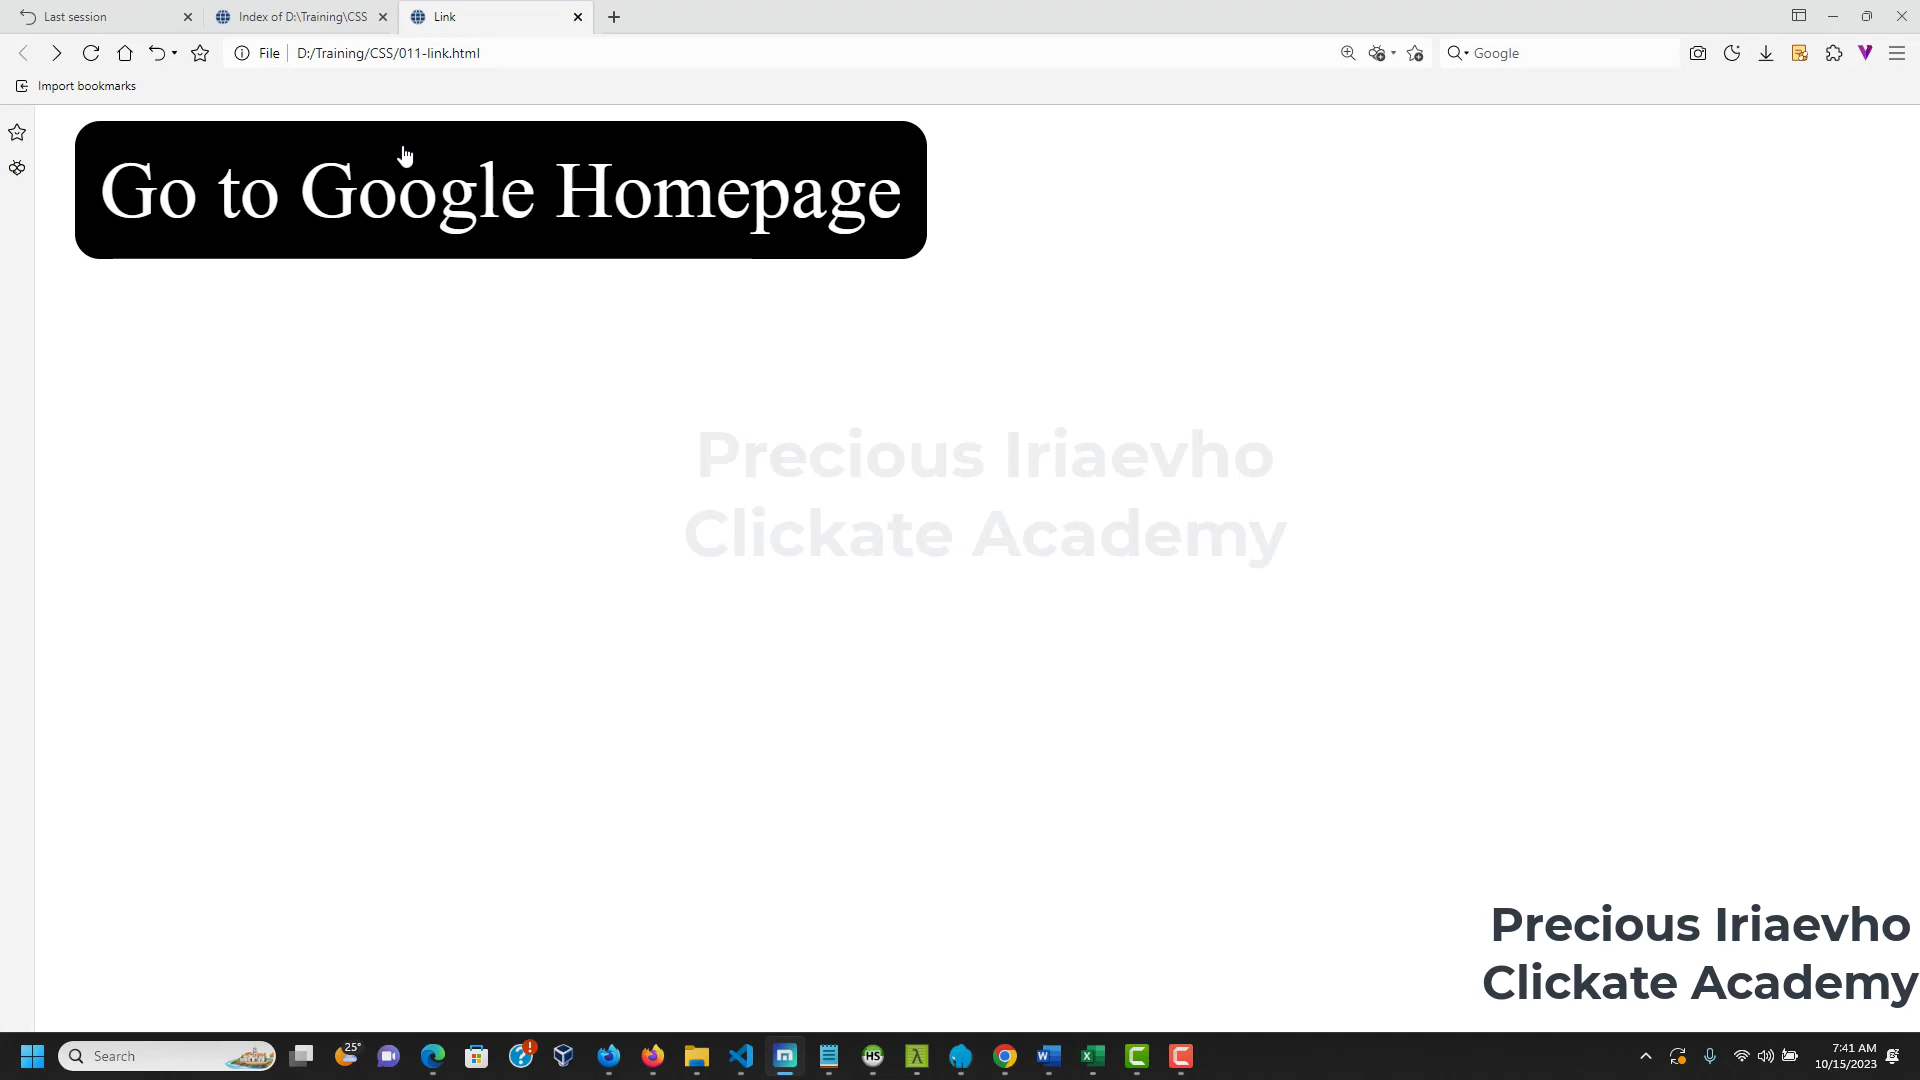 Last session
Index of D:\Training\CSS
Link
File
D:/Training/CSS/011-link.html
Google
Import bookmarks
Go to Google Homepage
Precious Iriaevho
Clickate Academy
Precious Iriaevho
Clickate Academy
Search
25°
HS
7:41 AM
10/15/2023